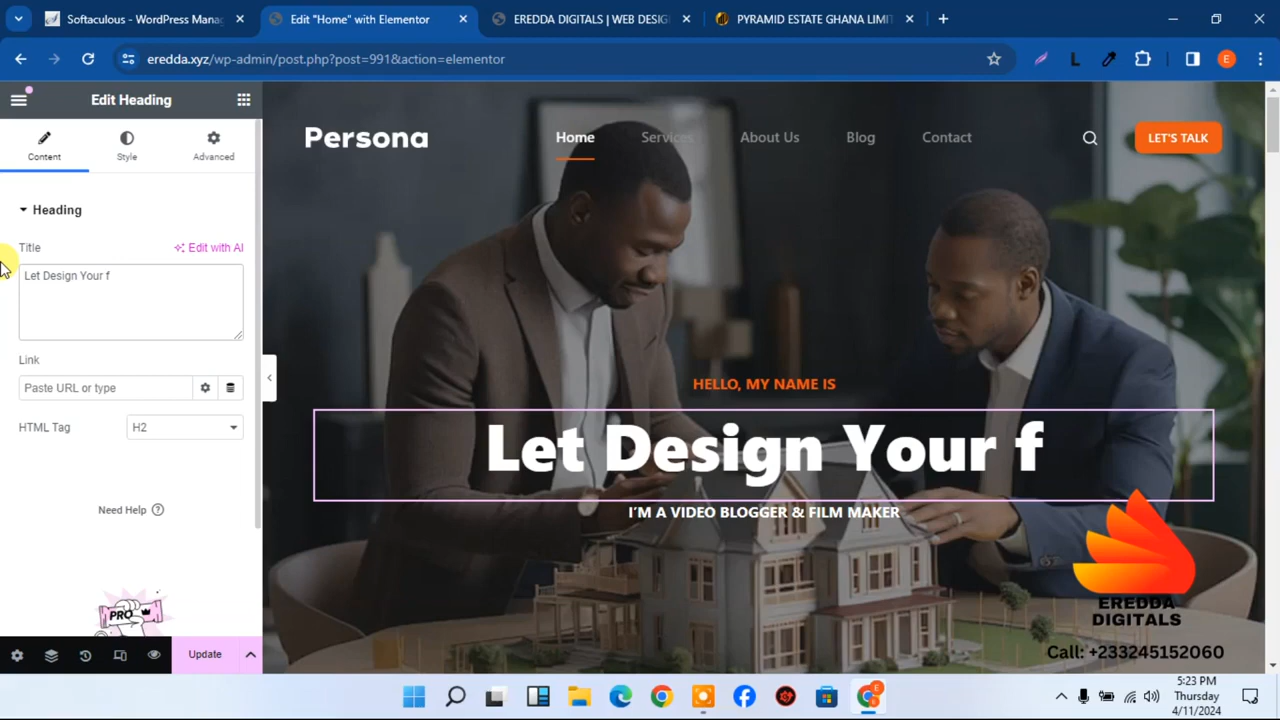 Softaculous - WordPress Manag
Edit "Home" with Elementor
EREDDA DIGITALS | WEB DESIG
PYRAMID ESTATE GHANA LIMIT
eredda.xyz/wp-admin/post.php?post=991&action=elementor
L
E
Edit Heading
Content
Style
Advanced
Heading
Title
Edit with AI
Let Design Your f
Link
Paste URL or type
HTML Tag
H2
Need Help
PRO
Update
Persona
Home
Services
About Us
Blog
Contact
LET'S TALK
HELLO, MY NAME IS
Let Design Your f
I'M A VIDEO BLOGGER & FILM MAKER
EREDDA
DIGITALS
Call: +233245152060
E
5:23 PM
Thursday
4/11/2024